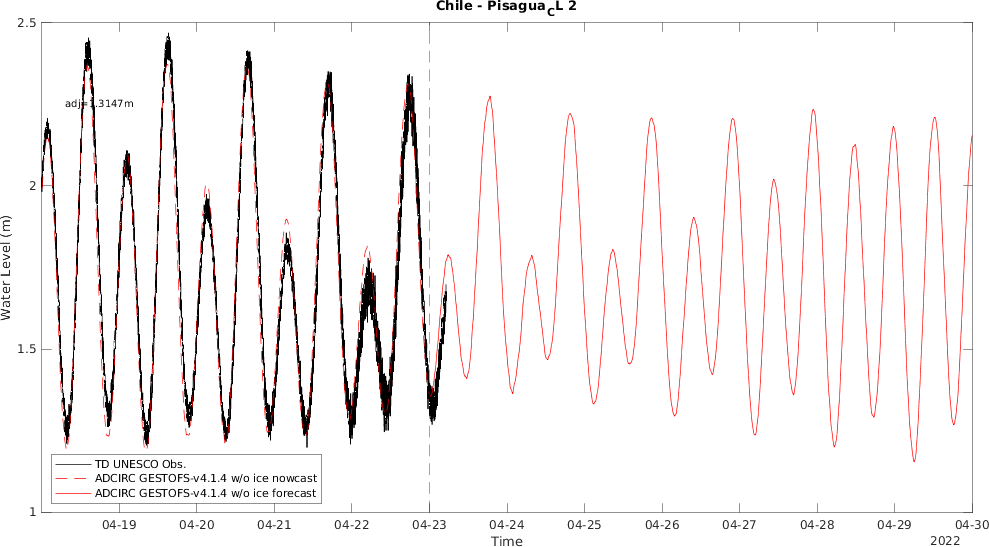 Chile - Pisagua_CL 2
2.5
adj=1.3147m
2
Water Level (m)
1.5
TD UNESCO Obs.
ADCIRC GESTOFS-v4.1.4 w/o ice nowcast
ADCIRC GESTOFS-v4.1.4 w/o ice forecast
1
04-19 04-20 04-21 04-22 04-23 04-24 04-25 04-26 04-27 04-28 04-29 04-30
Time
2022